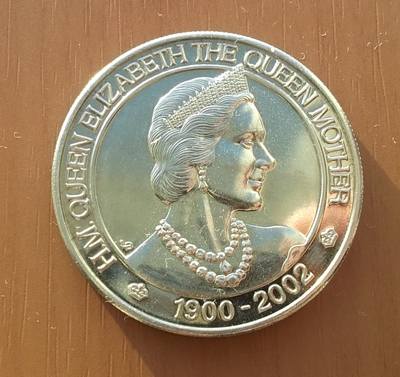 H.M. QUEEN ELIZABETH THE QUEEN MOTHER
1900 - 2002